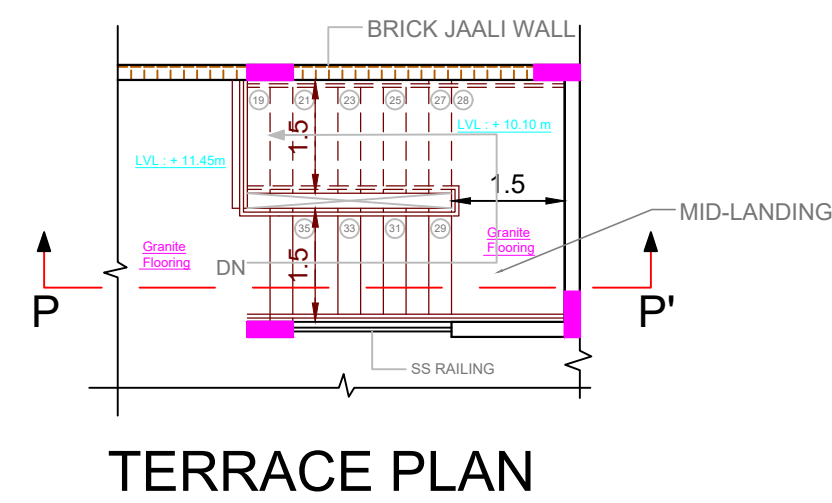 BRICK JAALI WALL
19 21 23 25 27 28
LVL : + 10.10 m
1.5
LVL : + 11.45m
1.5
MID-LANDING
35 33 31 29
Granite
Flooring
Granite
Flooring
DN
1.5
P
P'
SS RAILING
TERRACE PLAN